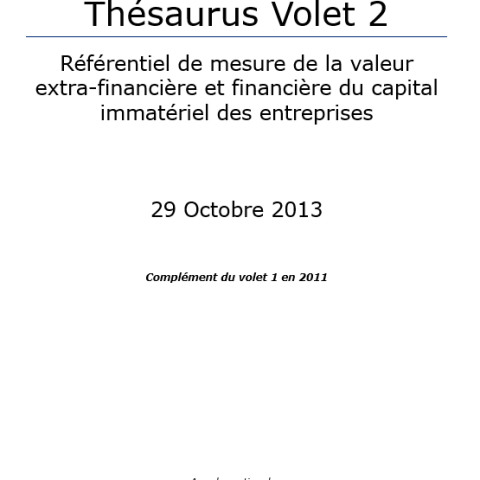 Thésaurus Volet 2
Référentiel de mesure de la valeur
extra-financière et financière du capital
immatériel des entreprises
29 Octobre 2013
Complément du volet 1 en 2011